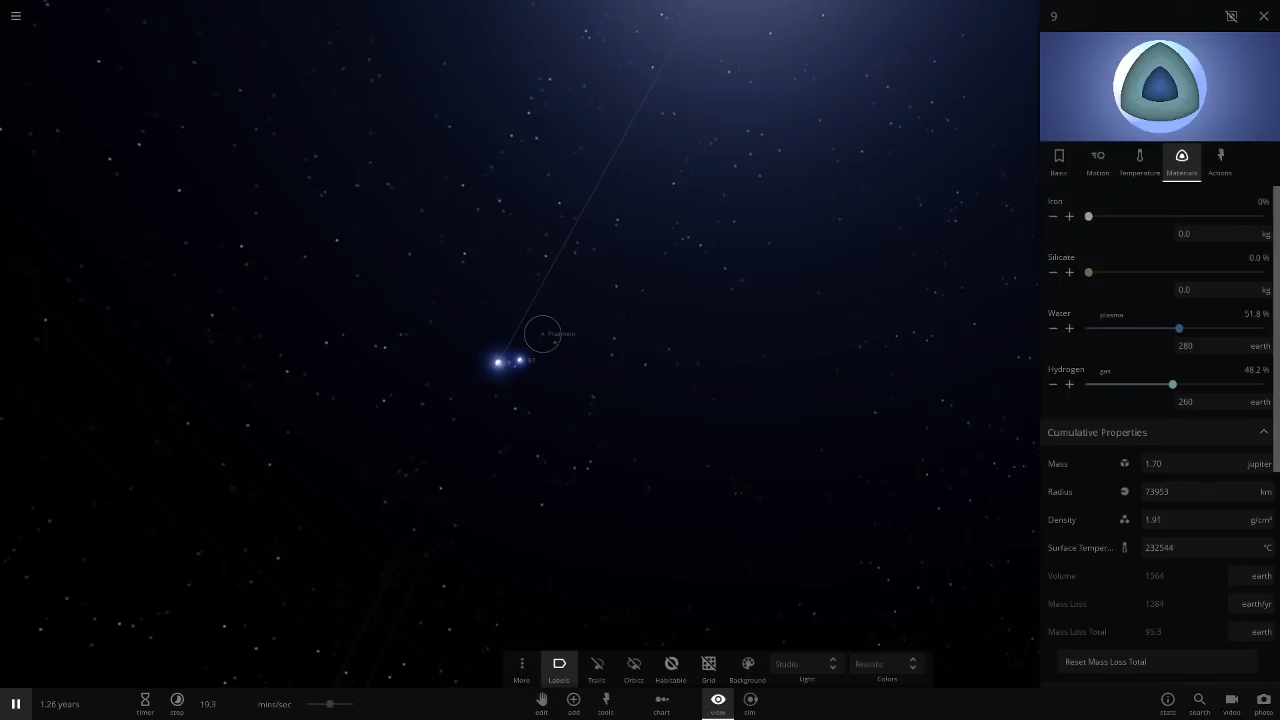 9
Basic
Motion
Temperature
Materials
Actions
Iron 0%
0.0 kg
Silicate 0.0 %
0.0 kg
Water plasma 51.8 %
280 earth
Hydrogen gas 48.2 %
260 earth
Cumulative Properties
Mass 1.70 jupiter
Radius 73953 km
Density 1.91 g/cm³
Surface Temper... 232544 °C
Volume 1564 earth
Mass Loss 1284 earth/yr
Mass Loss Total 95.3 earth
Reset Mass Loss Total
Fragment
More
Labels
Trails
Orbits
Habitable
Grid
Background
Studio
Light
Realistic
Colors
1.26 years
timer
step
19.3 mins/sec
edit
add
tools
chart
view
sim
stats
search
video
photo